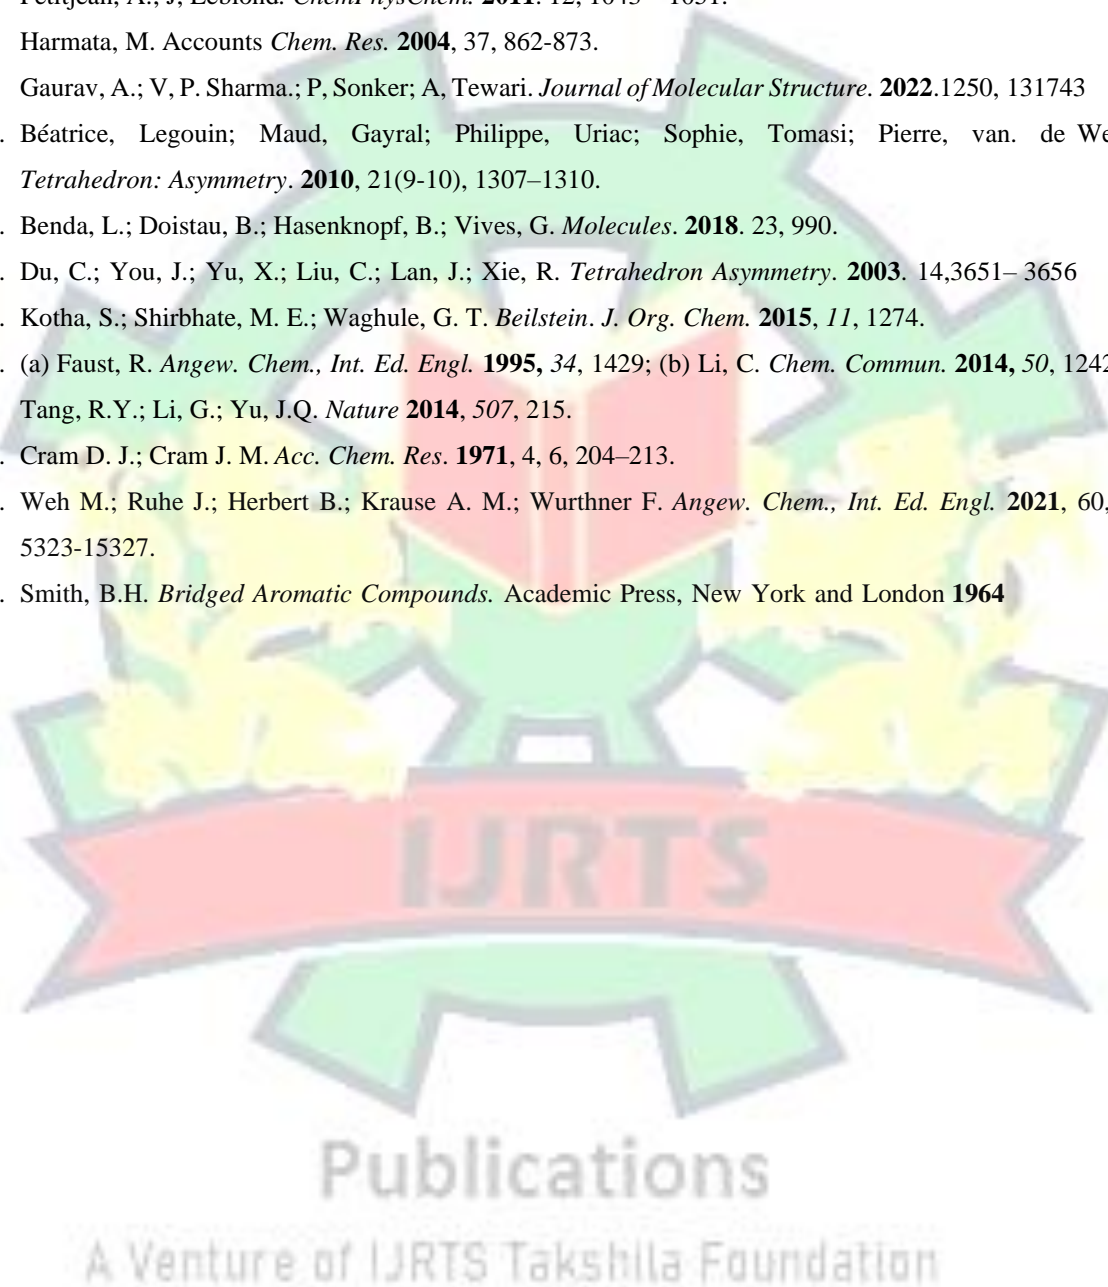 A.; J, Leblond. ChemPhysChem. 2011. 12, 1043 – 1051.
Harmata, M. Accounts Chem. Res. 2004, 37, 862-873.
Gaurav, A.; V, P. Sharma.; P, Sonker; A, Tewari. Journal of Molecular Structure. 2022.1250, 131743
. Béatrice, Legouin; Maud, Gayral; Philippe, Uriac; Sophie, Tomasi; Pierre, van. de We
Tetrahedron: Asymmetry. 2010, 21(9-10), 1307–1310.
. Benda, L.; Doistau, B.; Hasenknopf, B.; Vives, G. Molecules. 2018. 23, 990.
. Du, C.; You, J.; Yu, X.; Liu, C.; Lan, J.; Xie, R. Tetrahedron Asymmetry. 2003. 14,3651– 3656
. Kotha, S.; Shirbhate, M. E.; Waghule, G. T. Beilstein. J. Org. Chem. 2015, 11, 1274.
. (a) Faust, R. Angew. Chem., Int. Ed. Engl. 1995, 34, 1429; (b) Li, C. Chem. Commun. 2014, 50, 1242
Tang, R.Y.; Li, G.; Yu, J.Q. Nature 2014, 507, 215.
. Cram D. J.; Cram J. M. Acc. Chem. Res. 1971, 4, 6, 204–213.
. Weh M.; Ruhe J.; Herbert B.; Krause A. M.; Wurthner F. Angew. Chem., Int. Ed. Engl. 2021, 60,
5323-15327.
. Smith, B.H. Bridged Aromatic Compounds. Academic Press, New York and London 1964
IJRTS
Publications
A Venture of IJRTS Takshila Foundation